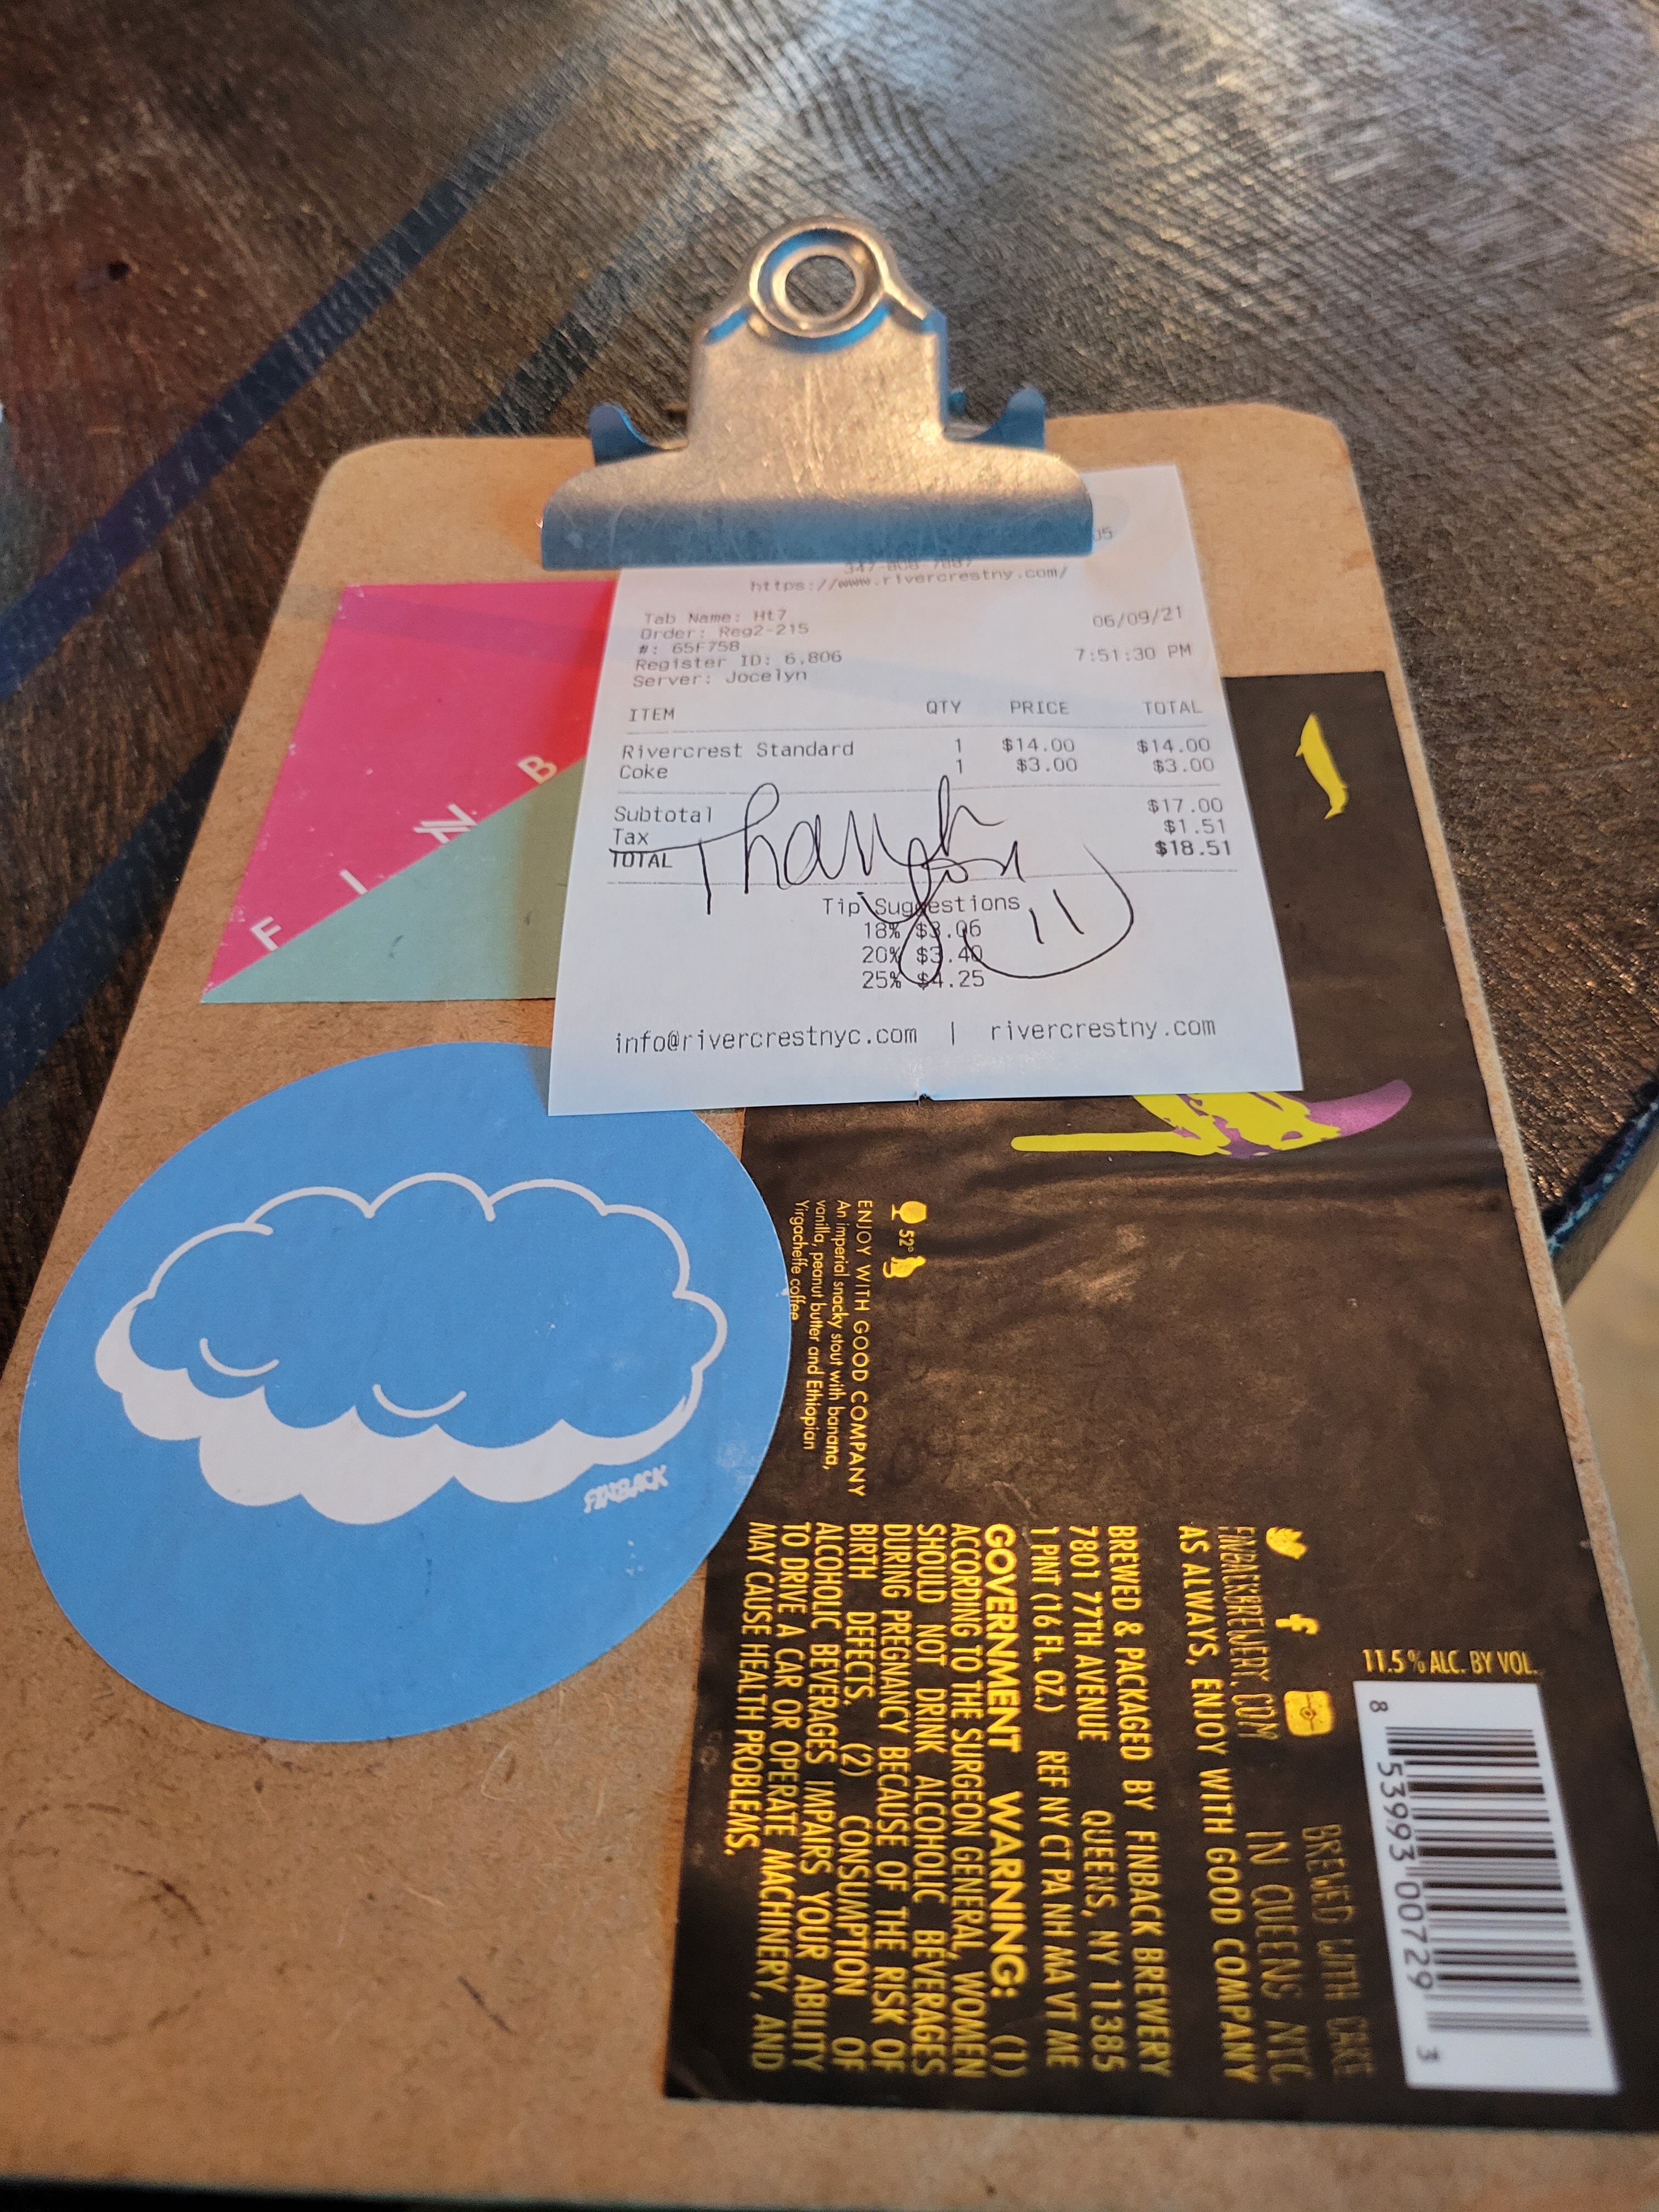 05
347-808-7887
https://www.rivercrestny.com/
Tab Name: Ht7
06/09/21
Order: Reg2-215
#: 65F758
7:51:30 PM
Register ID: 6,806
Server: Jocelyn
ITEM QTY PRICE TOTAL
Rivercrest Standard 1 $14.00 $14.00
Coke 1 $3.00 $3.00
Subtotal $17.00
Tax $1.51
TOTAL $18.51
Thank
you
Tip Suggestions
18% $3.06
20% $3.40
25% $4.25
info@rivercrestnyc.com | rivercrestny.com
F I N B
FINBACK
52°
ENJOY WITH GOOD COMPANY
An imperial snacky stout with banana,
vanilla, peanut butter and Ethiopian
Yirgacheffe coffee
11.5% ALC. BY VOL.
8 53993 00729 3
BREWED WITH CARE
IN QUEENS NYC
FINBACKBREWERY.COM
AS ALWAYS, ENJOY WITH GOOD COMPANY
BREWED & PACKAGED BY FINBACK BREWERY
7801 77TH AVENUE QUEENS, NY 11385
1 PINT (16 FL. OZ.) REF NY CT PA NH MA VT ME
GOVERNMENT WARNING: (1)
ACCORDING TO THE SURGEON GENERAL, WOMEN
SHOULD NOT DRINK ALCOHOLIC BEVERAGES
DURING PREGNANCY BECAUSE OF THE RISK OF
BIRTH DEFECTS. (2) CONSUMPTION OF
ALCOHOLIC BEVERAGES IMPAIRS YOUR ABILITY
TO DRIVE A CAR OR OPERATE MACHINERY, AND
MAY CAUSE HEALTH PROBLEMS.